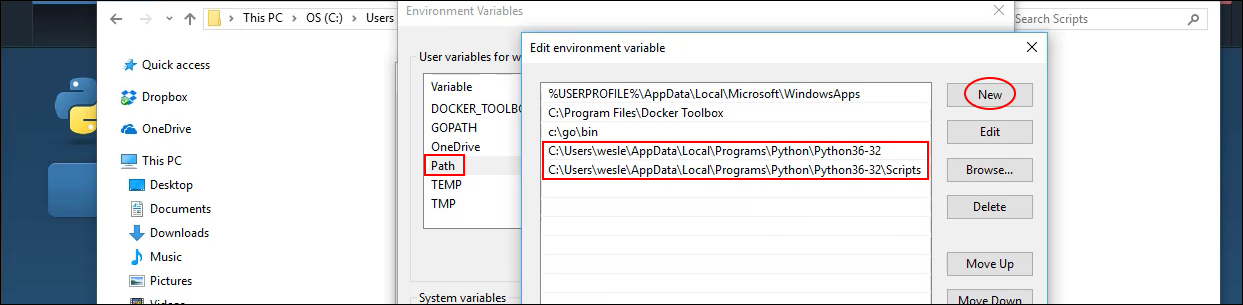 This PC
OS (C:)
Users
Search Scripts
Quick access
Dropbox
OneDrive
This PC
Desktop
Documents
Downloads
Music
Pictures
Environment Variables
User variables for w
Variable
DOCKER_TOOLBO
GOPATH
OneDrive
Path
TEMP
TMP
System variables
Edit environment variable
%USERPROFILE%\AppData\Local\Microsoft\WindowsApps
C:\Program Files\Docker Toolbox
c:\go\bin
C:\Users\wesle\AppData\Local\Programs\Python\Python36-32
C:\Users\wesle\AppData\Local\Programs\Python\Python36-32\Scripts
New
Edit
Browse...
Delete
Move Up
Move Down